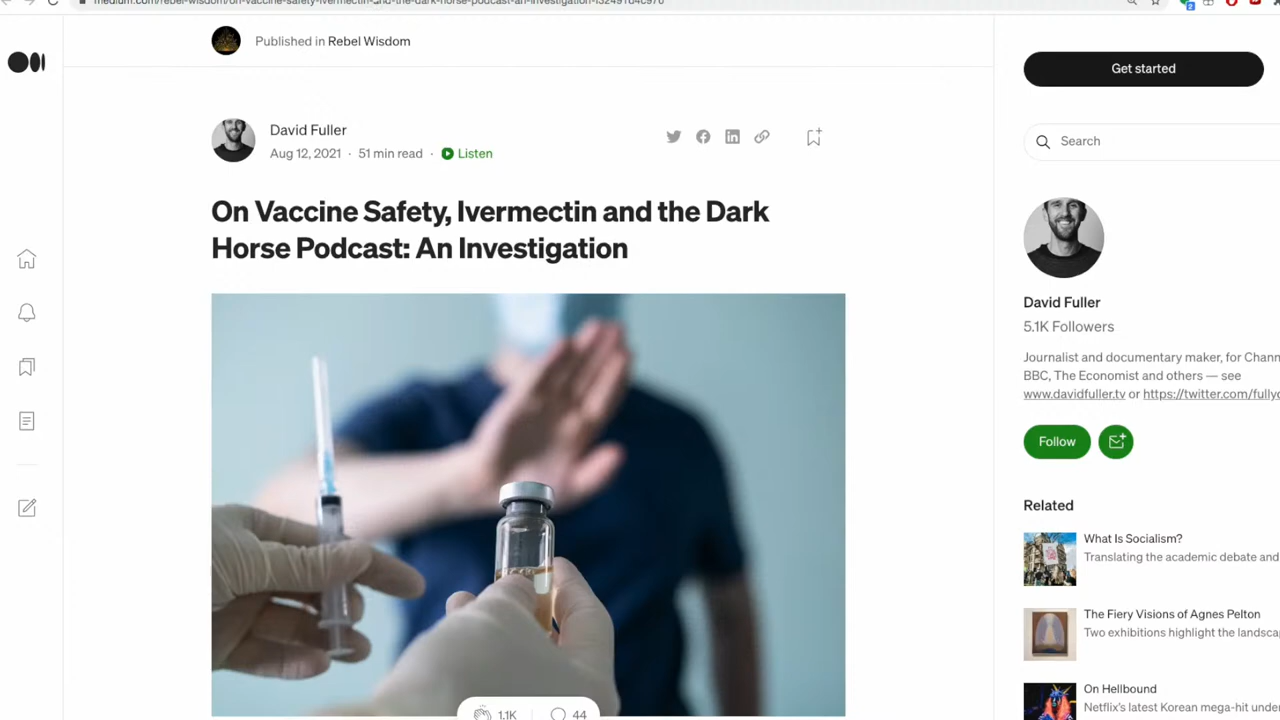 Published in Rebel Wisdom
David Fuller
Aug 12, 2021 · 51 min read · Listen
On Vaccine Safety, Ivermectin and the Dark
Horse Podcast: An Investigation
1.1K
44
Get started
Search
David Fuller
5.1K Followers
Journalist and documentary maker, for Chann
BBC, The Economist and others — see
www.davidfuller.tv or https://twitter.com/fullyc
Follow
Related
What Is Socialism?
Translating the academic debate and
The Fiery Visions of Agnes Pelton
Two exhibitions highlight the landsca
On Hellbound
Netflix's latest Korean mega-hit unde